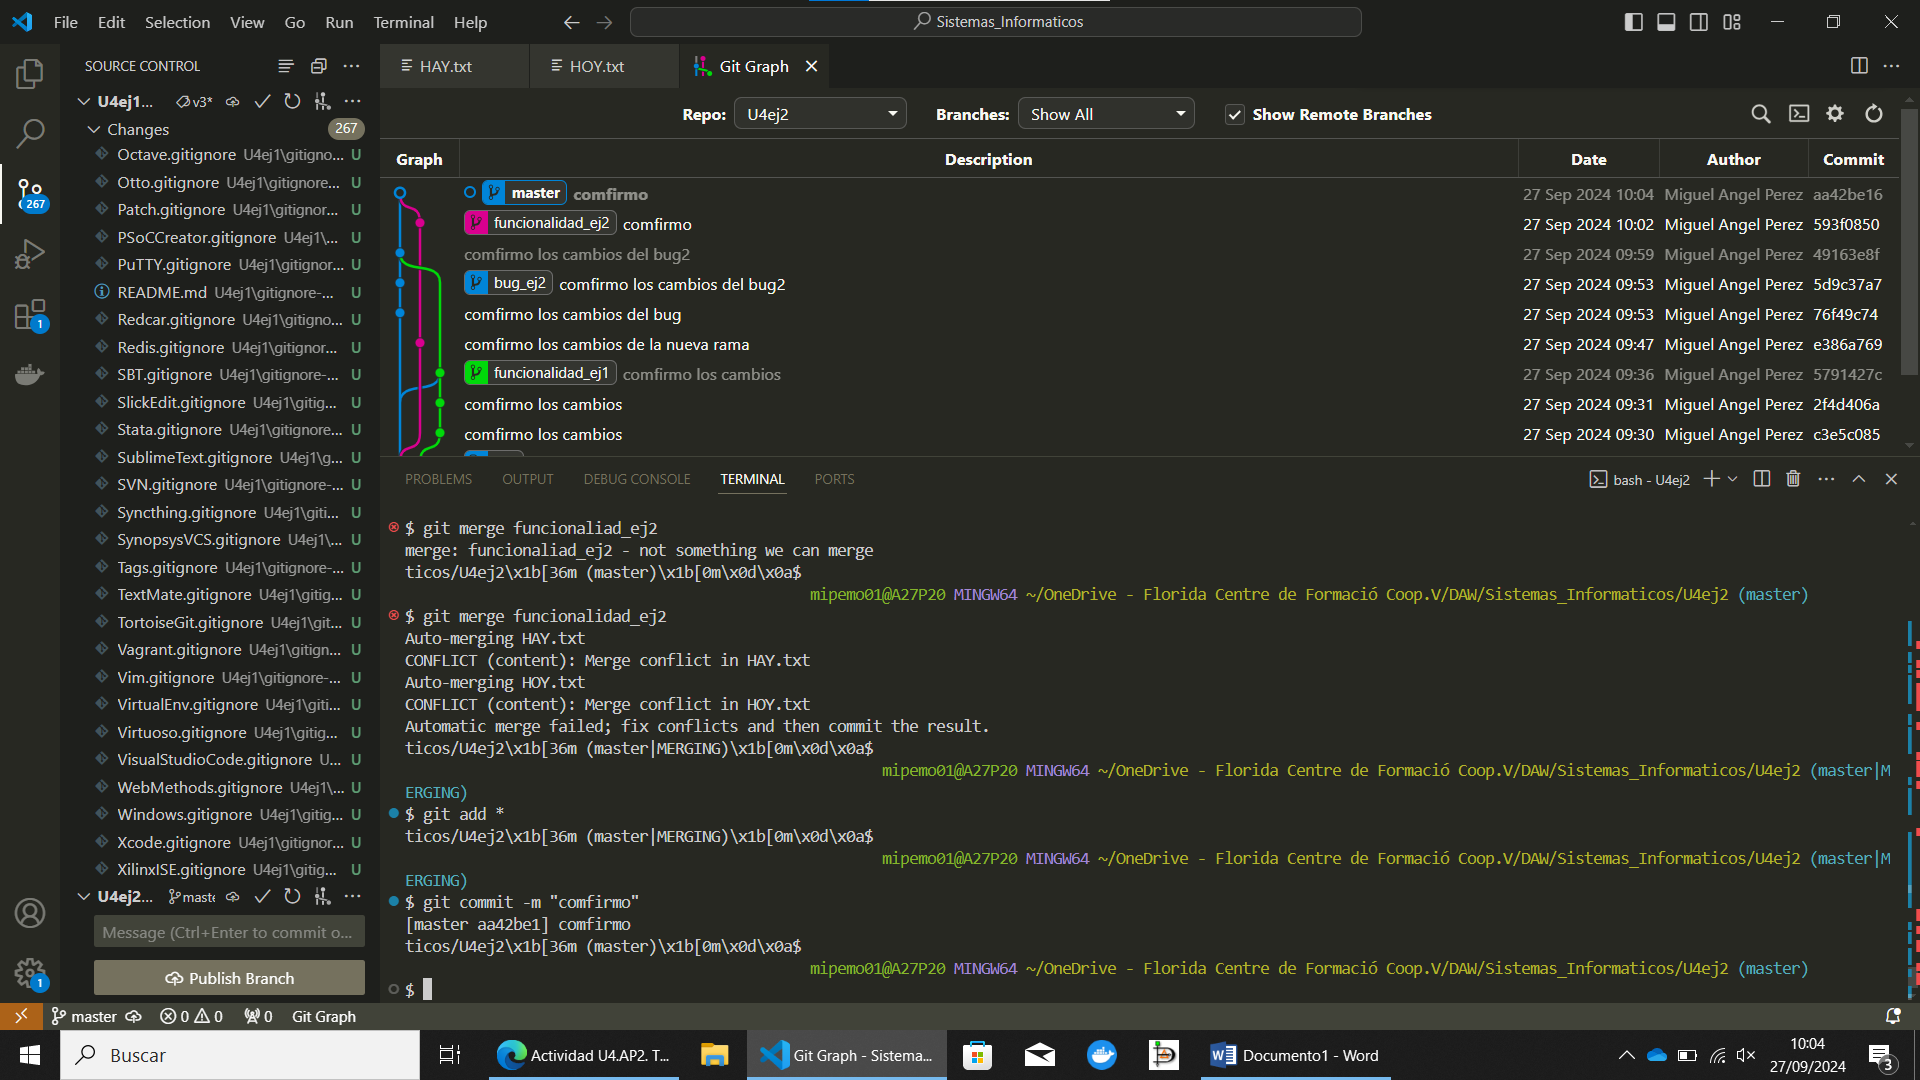 File Edit Selection View Go Run Terminal Help
Sistemas_Informaticos
SOURCE CONTROL
U4ej1... v3*
Changes 267
Octave.gitignore U4ej1\gitigno... U
Otto.gitignore U4ej1\gitignore... U
Patch.gitignore U4ej1\gitignor... U
PSoCCreator.gitignore U4ej1\... U
PuTTY.gitignore U4ej1\gitignor... U
README.md U4ej1\gitignore-... U
Redcar.gitignore U4ej1\gitigno... U
Redis.gitignore U4ej1\gitignor... U
SBT.gitignore U4ej1\gitignore-... U
SlickEdit.gitignore U4ej1\gitig... U
Stata.gitignore U4ej1\gitignore... U
SublimeText.gitignore U4ej1\g... U
SVN.gitignore U4ej1\gitignore-... U
Syncthing.gitignore U4ej1\giti... U
SynopsysVCS.gitignore U4ej1\... U
Tags.gitignore U4ej1\gitignore-... U
TextMate.gitignore U4ej1\gitig... U
TortoiseGit.gitignore U4ej1\git... U
Vagrant.gitignore U4ej1\gitign... U
Vim.gitignore U4ej1\gitignore-... U
VirtualEnv.gitignore U4ej1\giti... U
Virtuoso.gitignore U4ej1\gitig... U
VisualStudioCode.gitignore U... U
WebMethods.gitignore U4ej1\... U
Windows.gitignore U4ej1\gitig... U
Xcode.gitignore U4ej1\gitignor... U
XilinxISE.gitignore U4ej1\gitig... U
U4ej2... maste
Message (Ctrl+Enter to commit o...
Publish Branch
267
1
1
HAY.txt HOY.txt Git Graph
Repo: U4ej2 Branches: Show All Show Remote Branches
Graph Description Date Author Commit
master comfirmo 27 Sep 2024 10:04 Miguel Angel Perez aa42be16
funcionalidad_ej2 comfirmo 27 Sep 2024 10:02 Miguel Angel Perez 593f0850
comfirmo los cambios del bug2 27 Sep 2024 09:59 Miguel Angel Perez 49163e8f
bug_ej2 comfirmo los cambios del bug2 27 Sep 2024 09:53 Miguel Angel Perez 5d9c37a7
comfirmo los cambios del bug 27 Sep 2024 09:53 Miguel Angel Perez 76f49c74
comfirmo los cambios de la nueva rama 27 Sep 2024 09:47 Miguel Angel Perez e386a769
funcionalidad_ej1 comfirmo los cambios 27 Sep 2024 09:36 Miguel Angel Perez 5791427c
comfirmo los cambios 27 Sep 2024 09:31 Miguel Angel Perez 2f4d406a
comfirmo los cambios 27 Sep 2024 09:30 Miguel Angel Perez c3e5c085
PROBLEMS OUTPUT DEBUG CONSOLE TERMINAL PORTS bash - U4ej2
$ git merge funcionaliad_ej2
merge: funcionaliad_ej2 - not something we can merge
ticos/U4ej2\x1b[36m (master)\x1b[0m\x0d\x0a$
mipemo01@A27P20 MINGW64 ~/OneDrive - Florida Centre de Formació Coop.V/DAW/Sistemas_Informaticos/U4ej2 (master)
$ git merge funcionalidad_ej2
Auto-merging HAY.txt
CONFLICT (content): Merge conflict in HAY.txt
Auto-merging HOY.txt
CONFLICT (content): Merge conflict in HOY.txt
Automatic merge failed; fix conflicts and then commit the result.
ticos/U4ej2\x1b[36m (master|MERGING)\x1b[0m\x0d\x0a$
mipemo01@A27P20 MINGW64 ~/OneDrive - Florida Centre de Formació Coop.V/DAW/Sistemas_Informaticos/U4ej2 (master|M
ERGING)
$ git add *
ticos/U4ej2\x1b[36m (master|MERGING)\x1b[0m\x0d\x0a$
mipemo01@A27P20 MINGW64 ~/OneDrive - Florida Centre de Formació Coop.V/DAW/Sistemas_Informaticos/U4ej2 (master|M
ERGING)
$ git commit -m "comfirmo"
[master aa42be1] comfirmo
ticos/U4ej2\x1b[36m (master)\x1b[0m\x0d\x0a$
mipemo01@A27P20 MINGW64 ~/OneDrive - Florida Centre de Formació Coop.V/DAW/Sistemas_Informaticos/U4ej2 (master)
$
master 0 0 0 Git Graph
Buscar
Actividad U4.AP2. T...
Git Graph - Sistema...
Documento1 - Word
10:04
27/09/2024
3